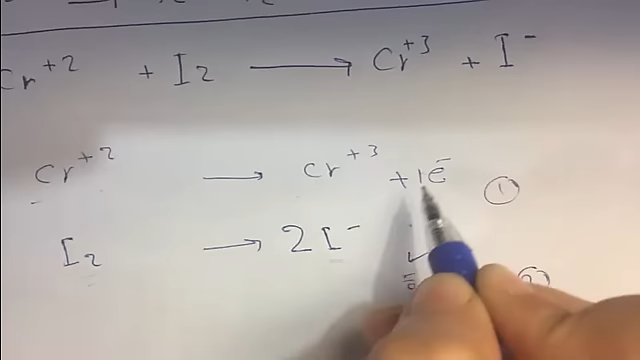 Cr⁺² + I₂ ⟶ Cr⁺³ + I⁻
Cr⁺² ⟶ Cr⁺³ + 1e⁻ ①
I₂ ⟶ 2I⁻